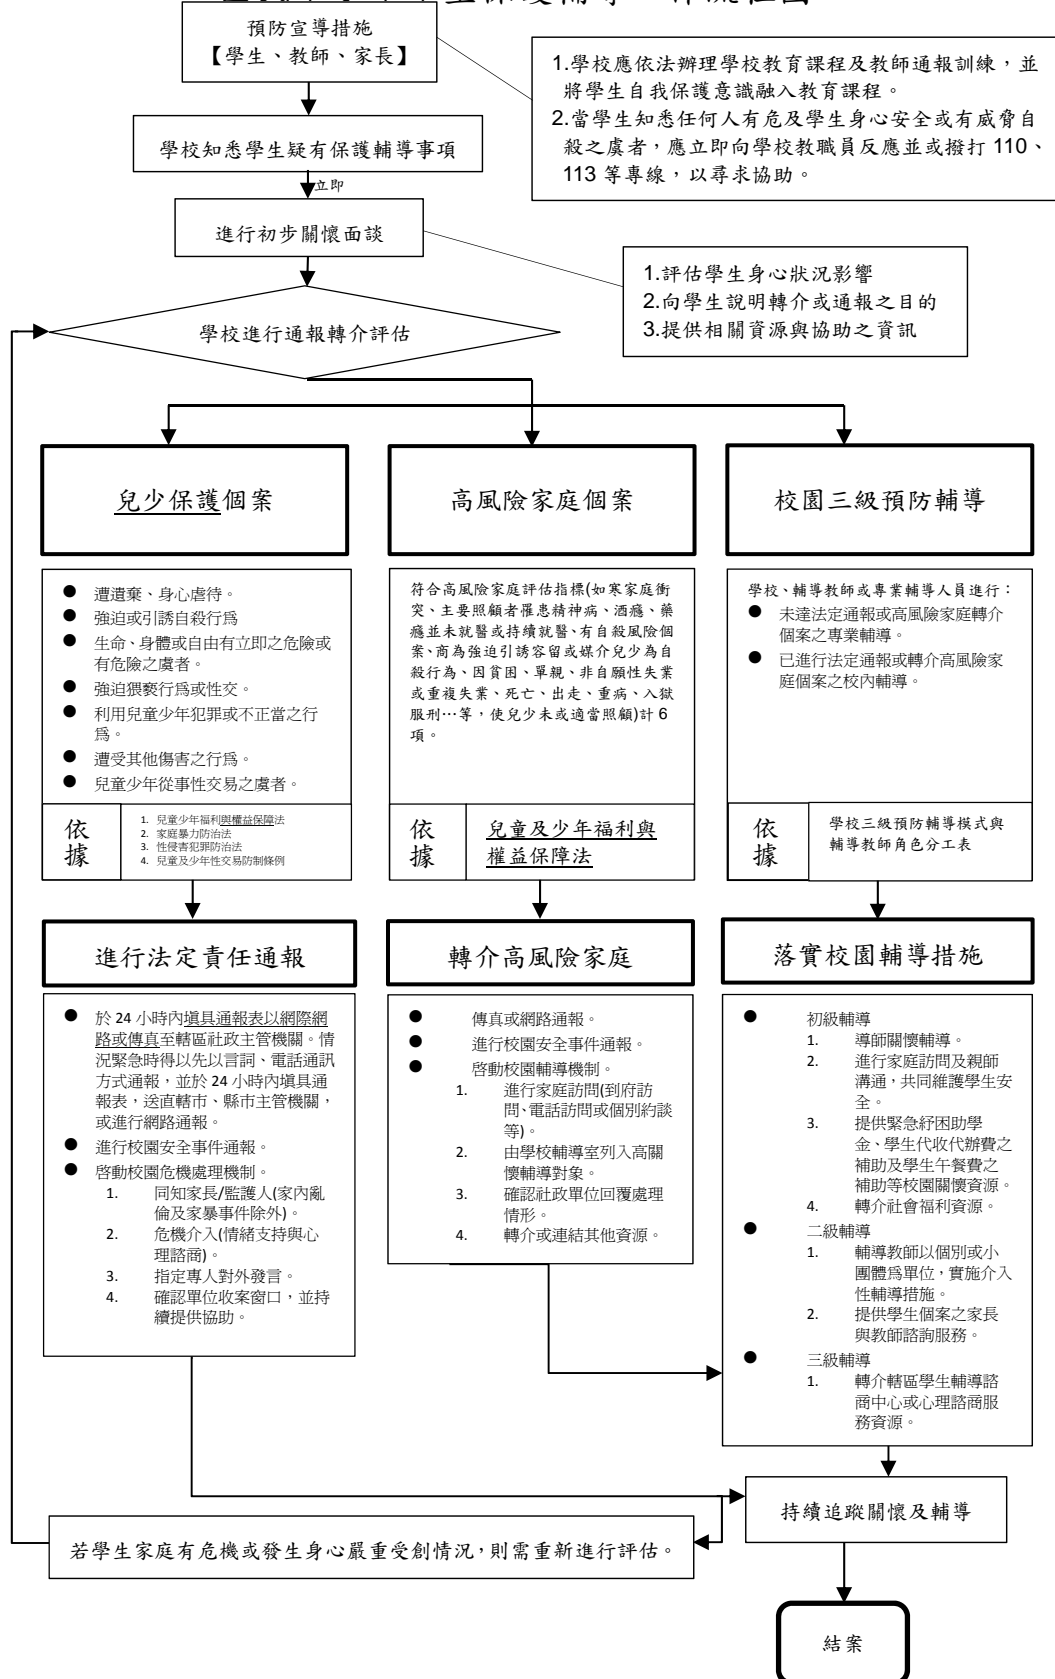 預防宣導措施
【學生、教師、家長】
1.學校應依法辦理學校教育課程及教師通報訓練，並
將學生自我保護意識融入教育課程。
2.當學生知悉任何人有危及學生身心安全或有威脅自
殺之虞者，應立即向學校教職員反應並或撥打 110、
113 等專線，以尋求協助。
學校知悉學生疑有保護輔導事項
立即
進行初步關懷面談
1.評估學生身心狀況影響
2.向學生說明轉介或通報之目的
3.提供相關資源與協助之資訊
學校進行通報轉介評估
兒少保護個案
● 遭遺棄、身心虐待。
● 強迫或引誘自殺行為
● 生命、身體或自由有立即之危險或
有危險之虞者。
● 強迫猥褻行為或性交。
● 利用兒童少年犯罪或不正當之行
為。
● 遭受其他傷害之行為。
● 兒童少年從事性交易之虞者。
依
據
1. 兒童少年福利與權益保障法
2. 家庭暴力防治法
3. 性侵害犯罪防治法
4. 兒童及少年性交易防制條例
高風險家庭個案
符合高風險家庭評估指標(如寒家庭衝
突、主要照顧者罹患精神病、酒癮、藥
癮並未就醫或持續就醫、有自殺風險個
案、商為強迫引誘容留或媒介兒少為自
殺行為、因貧困、單親、非自願性失業
或重複失業、死亡、出走、重病、入獄
服刑…等，使兒少未或適當照顧)計 6
項。
依
據
兒童及少年福利與
權益保障法
校園三級預防輔導
學校、輔導教師或專業輔導人員進行：
● 未達法定通報或高風險家庭轉介
個案之專業輔導。
● 已進行法定通報或轉介高風險家
庭個案之校內輔導。
依
據
學校三級預防輔導模式與
輔導教師角色分工表
進行法定責任通報
● 於 24 小時內填具通報表以網際網
路或傳真至轄區社政主管機關。情
況緊急時得以先以言詞、電話通訊
方式通報，並於 24 小時內填具通
報表，送直轄市、縣市主管機關，
或進行網路通報。
● 進行校園安全事件通報。
● 啓動校園危機處理機制。
1. 同知家長/監護人(家內亂
倫及家暴事件除外)。
2. 危機介入(情緒支持與心
理諮商)。
3. 指定專人對外發言。
4. 確認單位收案窗口，並持
續提供協助。
轉介高風險家庭
● 傳真或網路通報。
● 進行校園安全事件通報。
● 啓動校園輔導機制。
1. 進行家庭訪問(到府訪
問、電話訪問或個別約談
等)。
2. 由學校輔導室列入高關
懷輔導對象。
3. 確認社政單位回覆處理
情形。
4. 轉介或連結其他資源。
落實校園輔導措施
● 初級輔導
1. 導師關懷輔導。
2. 進行家庭訪問及親師
溝通，共同維護學生安
全。
3. 提供緊急紓困助學
金、學生代收代辦費之
補助及學生午餐費之
補助等校園關懷資源。
4. 轉介社會福利資源。
● 二級輔導
1. 輔導教師以個別或小
團體為單位，實施介入
性輔導措施。
2. 提供學生個案之家長
與教師諮詢服務。
● 三級輔導
1. 轉介轄區學生輔導諮
商中心或心理諮商服
務資源。
持續追蹤關懷及輔導
若學生家庭有危機或發生身心嚴重受創情況，則需重新進行評估。
結案